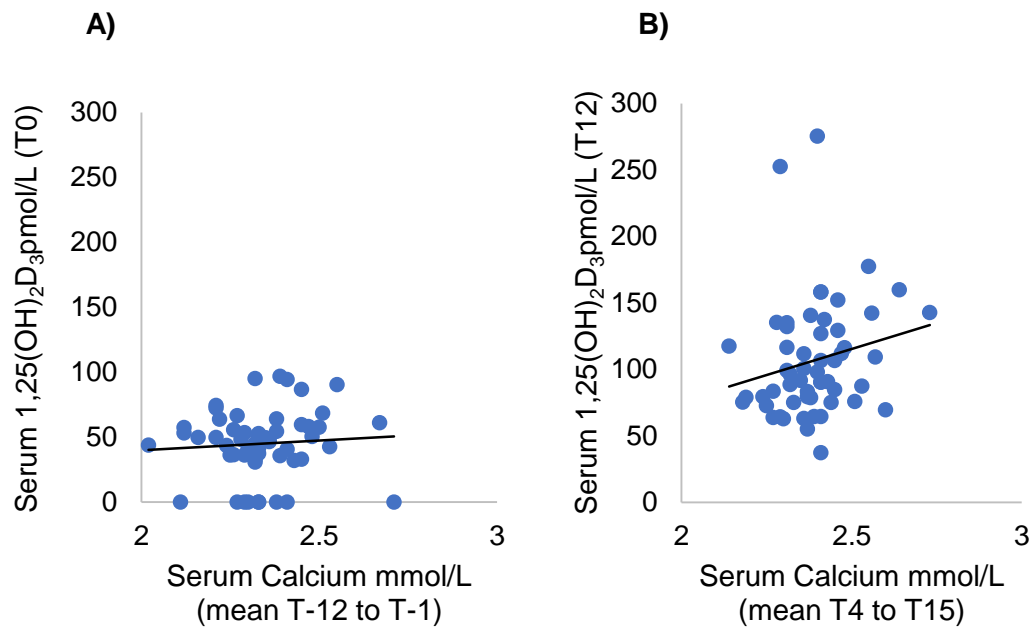 A)
Serum 1,25(OH)₂D₃pmol/L (T0)
300
250
200
150
100
50
0
2
2.5
3
Serum Calcium mmol/L
(mean T-12 to T-1)
B)
Serum 1,25(OH)₂D₃pmol/L (T12)
300
250
200
150
100
50
0
2
2.5
3
Serum Calcium mmol/L
(mean T4 to T15)